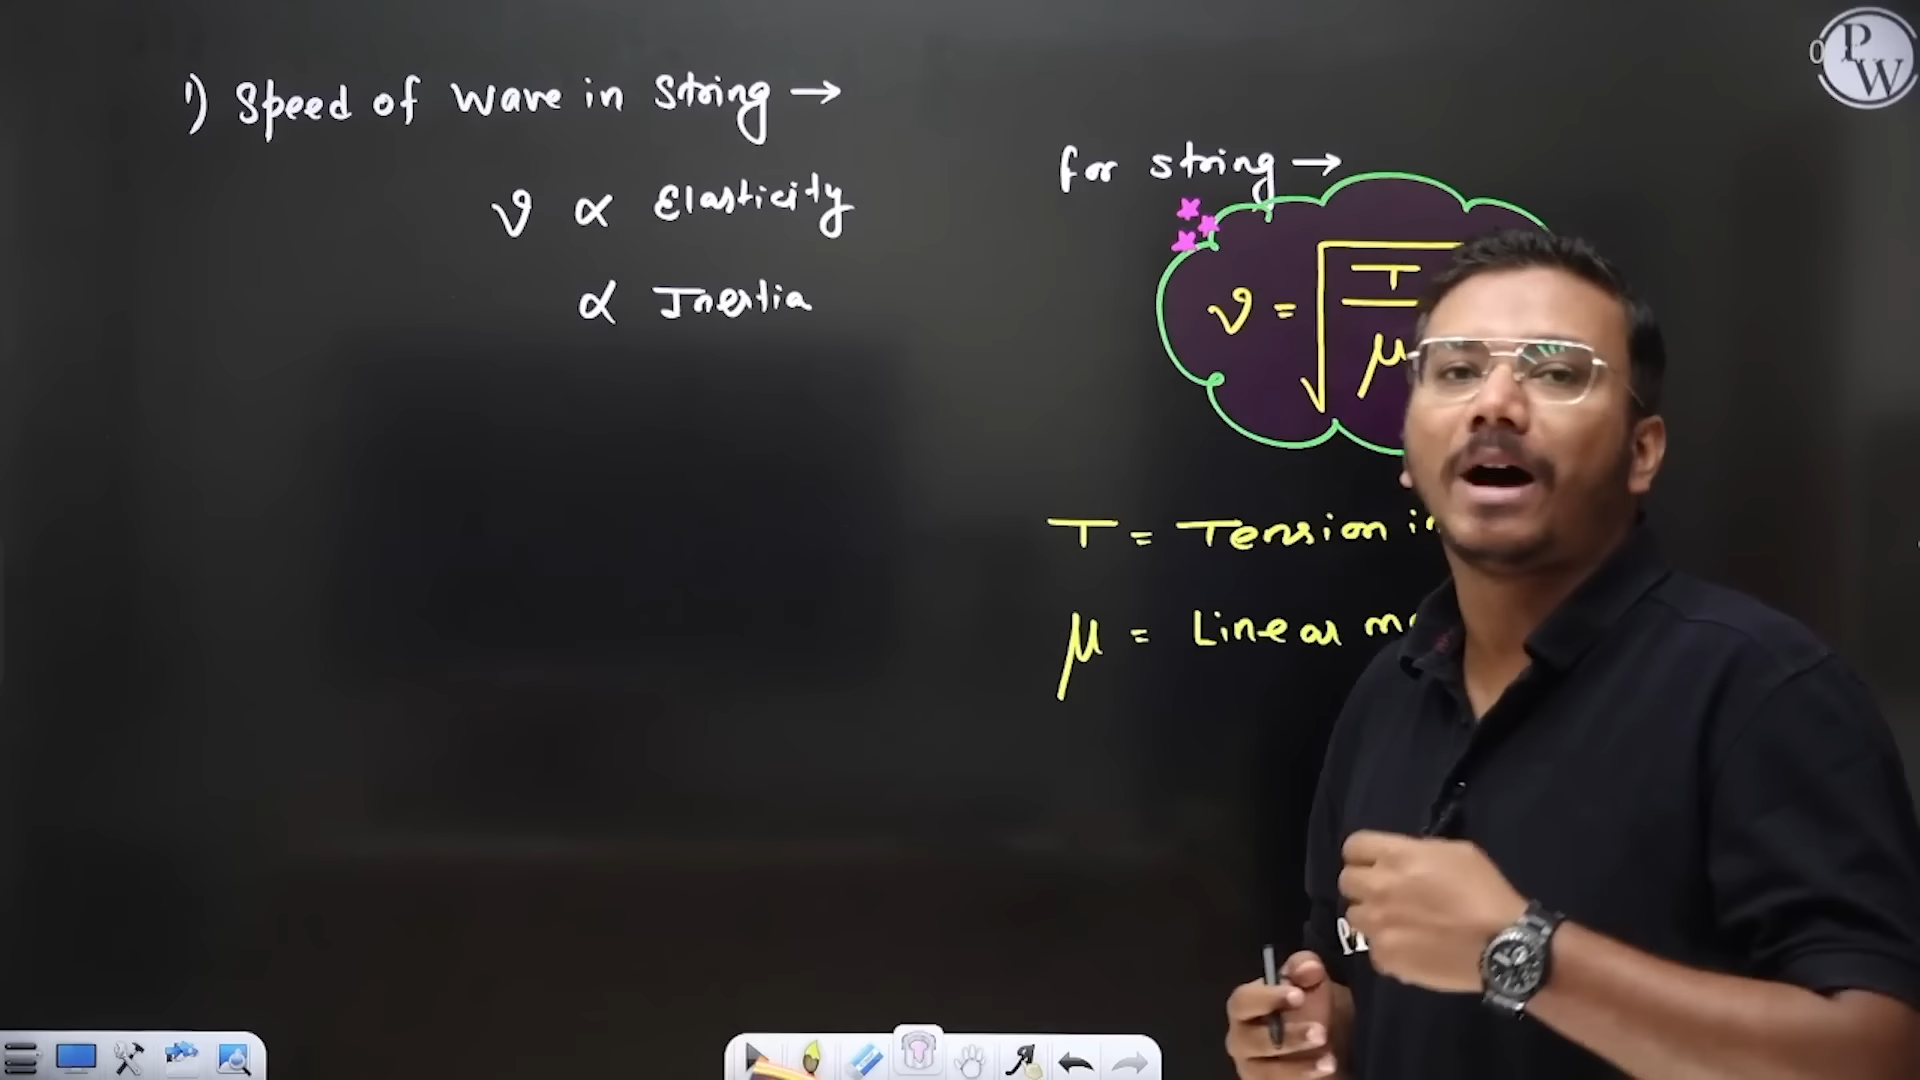 1) Speed of Wave in String →
v ∝ Elasticity
∝ Inertia
for string →
v = √ T / μ
T = Tension
μ = Linear
PW